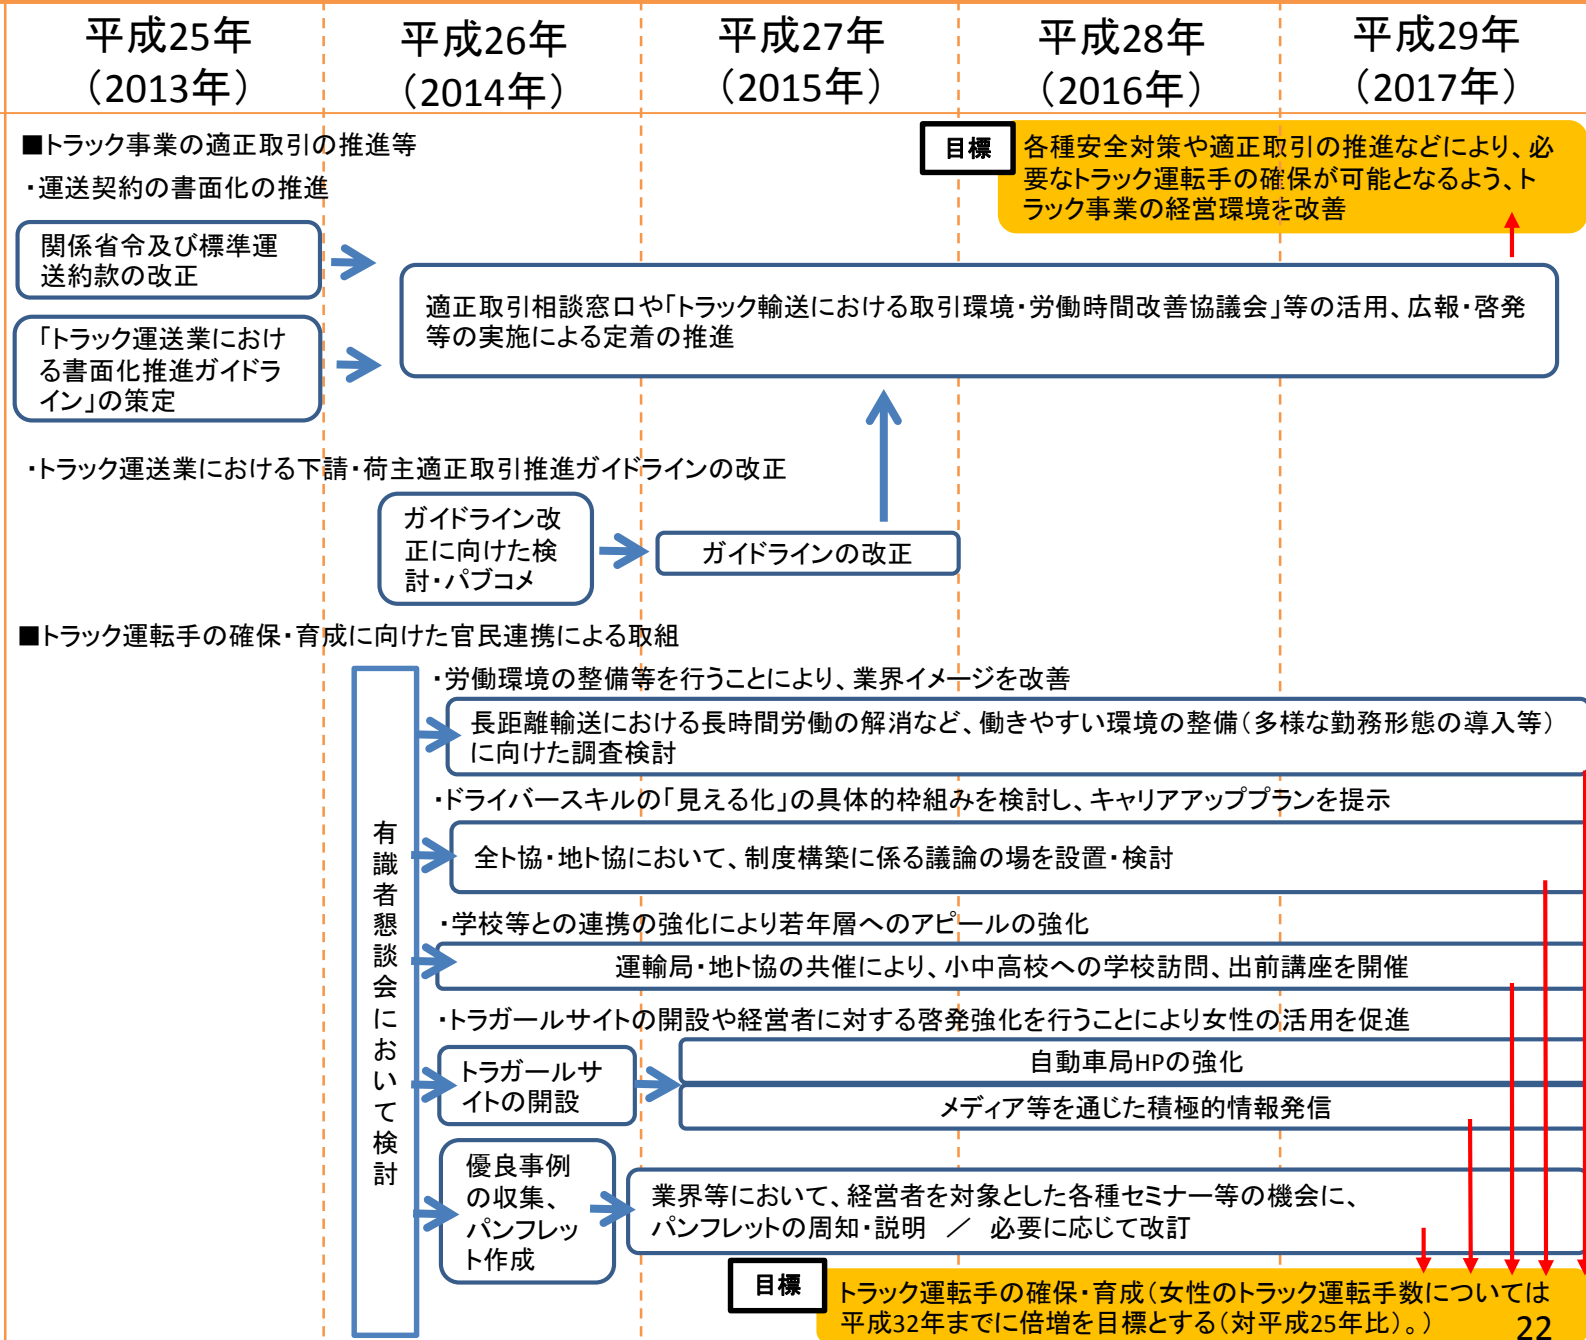 平成25年
（2013年）
平成26年
（2014年）
平成27年
（2015年）
平成28年
（2016年）
平成29年
（2017年）
■トラック事業の適正取引の推進等
・運送契約の書面化の推進
目標
各種安全対策や適正取引の推進などにより、必
要なトラック運転手の確保が可能となるよう、ト
ラック事業の経営環境を改善
関係省令及び標準運
送約款の改正
「トラック運送業におけ
る書面化推進ガイドラ
イン」の策定
適正取引相談窓口や「トラック輸送における取引環境・労働時間改善協議会」等の活用、広報・啓発
等の実施による定着の推進
・トラック運送業における下請・荷主適正取引推進ガイドラインの改正
ガイドライン改
正に向けた検
討・パブコメ
ガイドラインの改正
■トラック運転手の確保・育成に向けた官民連携による取組
有識者懇談会において検討
・労働環境の整備等を行うことにより、業界イメージを改善
長距離輸送における長時間労働の解消など、働きやすい環境の整備（多様な勤務形態の導入等）
に向けた調査検討
・ドライバースキルの「見える化」の具体的枠組みを検討し、キャリアアッププランを提示
全ト協・地ト協において、制度構築に係る議論の場を設置・検討
・学校等との連携の強化により若年層へのアピールの強化
運輸局・地ト協の共催により、小中高校への学校訪問、出前講座を開催
・トラガールサイトの開設や経営者に対する啓発強化を行うことにより女性の活用を促進
トラガールサ
イトの開設
自動車局HPの強化
メディア等を通じた積極的情報発信
優良事例
の収集、
パンフレッ
ト作成
業界等において、経営者を対象とした各種セミナー等の機会に、
パンフレットの周知・説明　／　必要に応じて改訂
目標
トラック運転手の確保・育成（女性のトラック運転手数については
平成32年までに倍増を目標とする（対平成25年比）。）
22